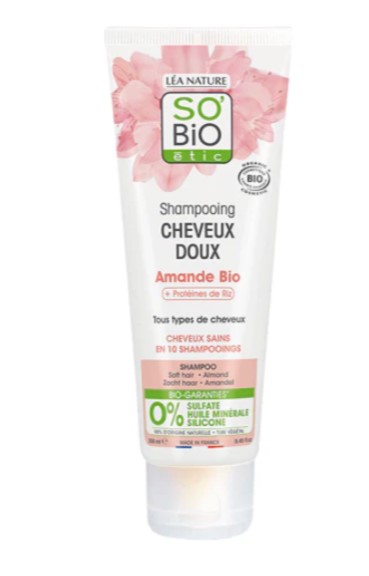 LÉA NATURE
SO'
BiO
étic
BIO
Shampooing
CHEVEUX
DOUX
Amande Bio
+ Protéines de Riz
Tous types de cheveux
CHEVEUX SAINS
EN 10 SHAMPOOINGS
SHAMPOO
Soft hair • Almond
Zacht haar • Amandel
BIO-GARANTIES
0% SULFATE
HUILE MINÉRALE
SILICONE
MADE IN FRANCE